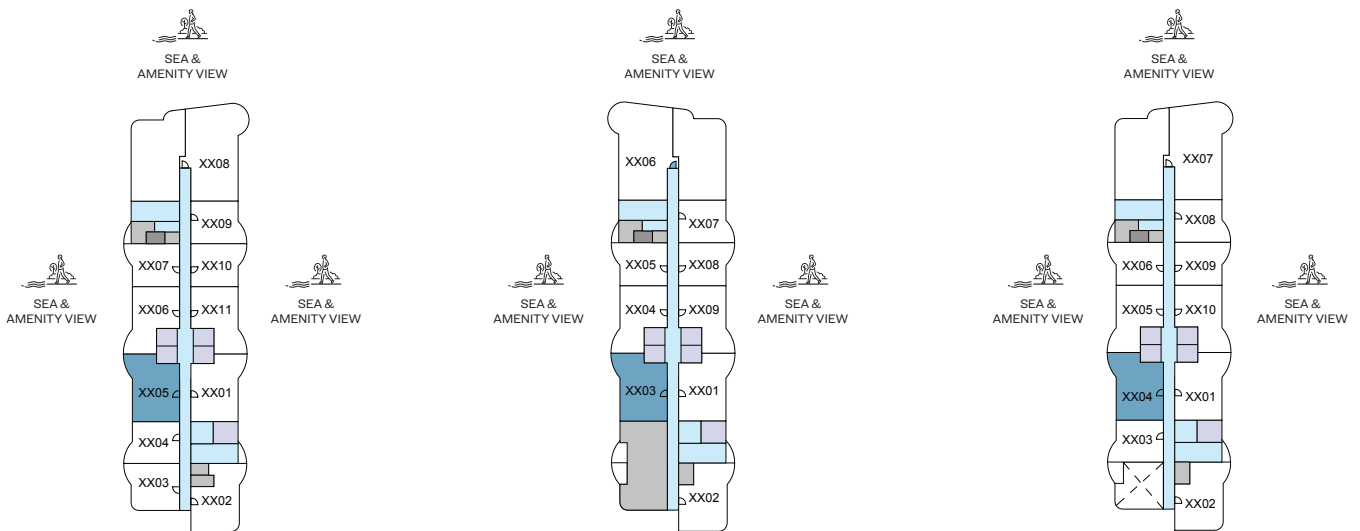 SEA &
AMENITY VIEW
XX08
XX09
XX07
XX10
SEA &
AMENITY VIEW
SEA &
AMENITY VIEW
XX06
XX11
XX05
XX01
XX04
XX03
XX02
SEA &
AMENITY VIEW
XX06
XX07
XX05
XX08
SEA &
AMENITY VIEW
SEA &
AMENITY VIEW
XX04
XX09
XX03
XX01
XX02
SEA &
AMENITY VIEW
XX07
XX08
XX06
XX09
SEA &
AMENITY VIEW
SEA &
AMENITY VIEW
XX05
XX10
XX04
XX01
XX03
XX02